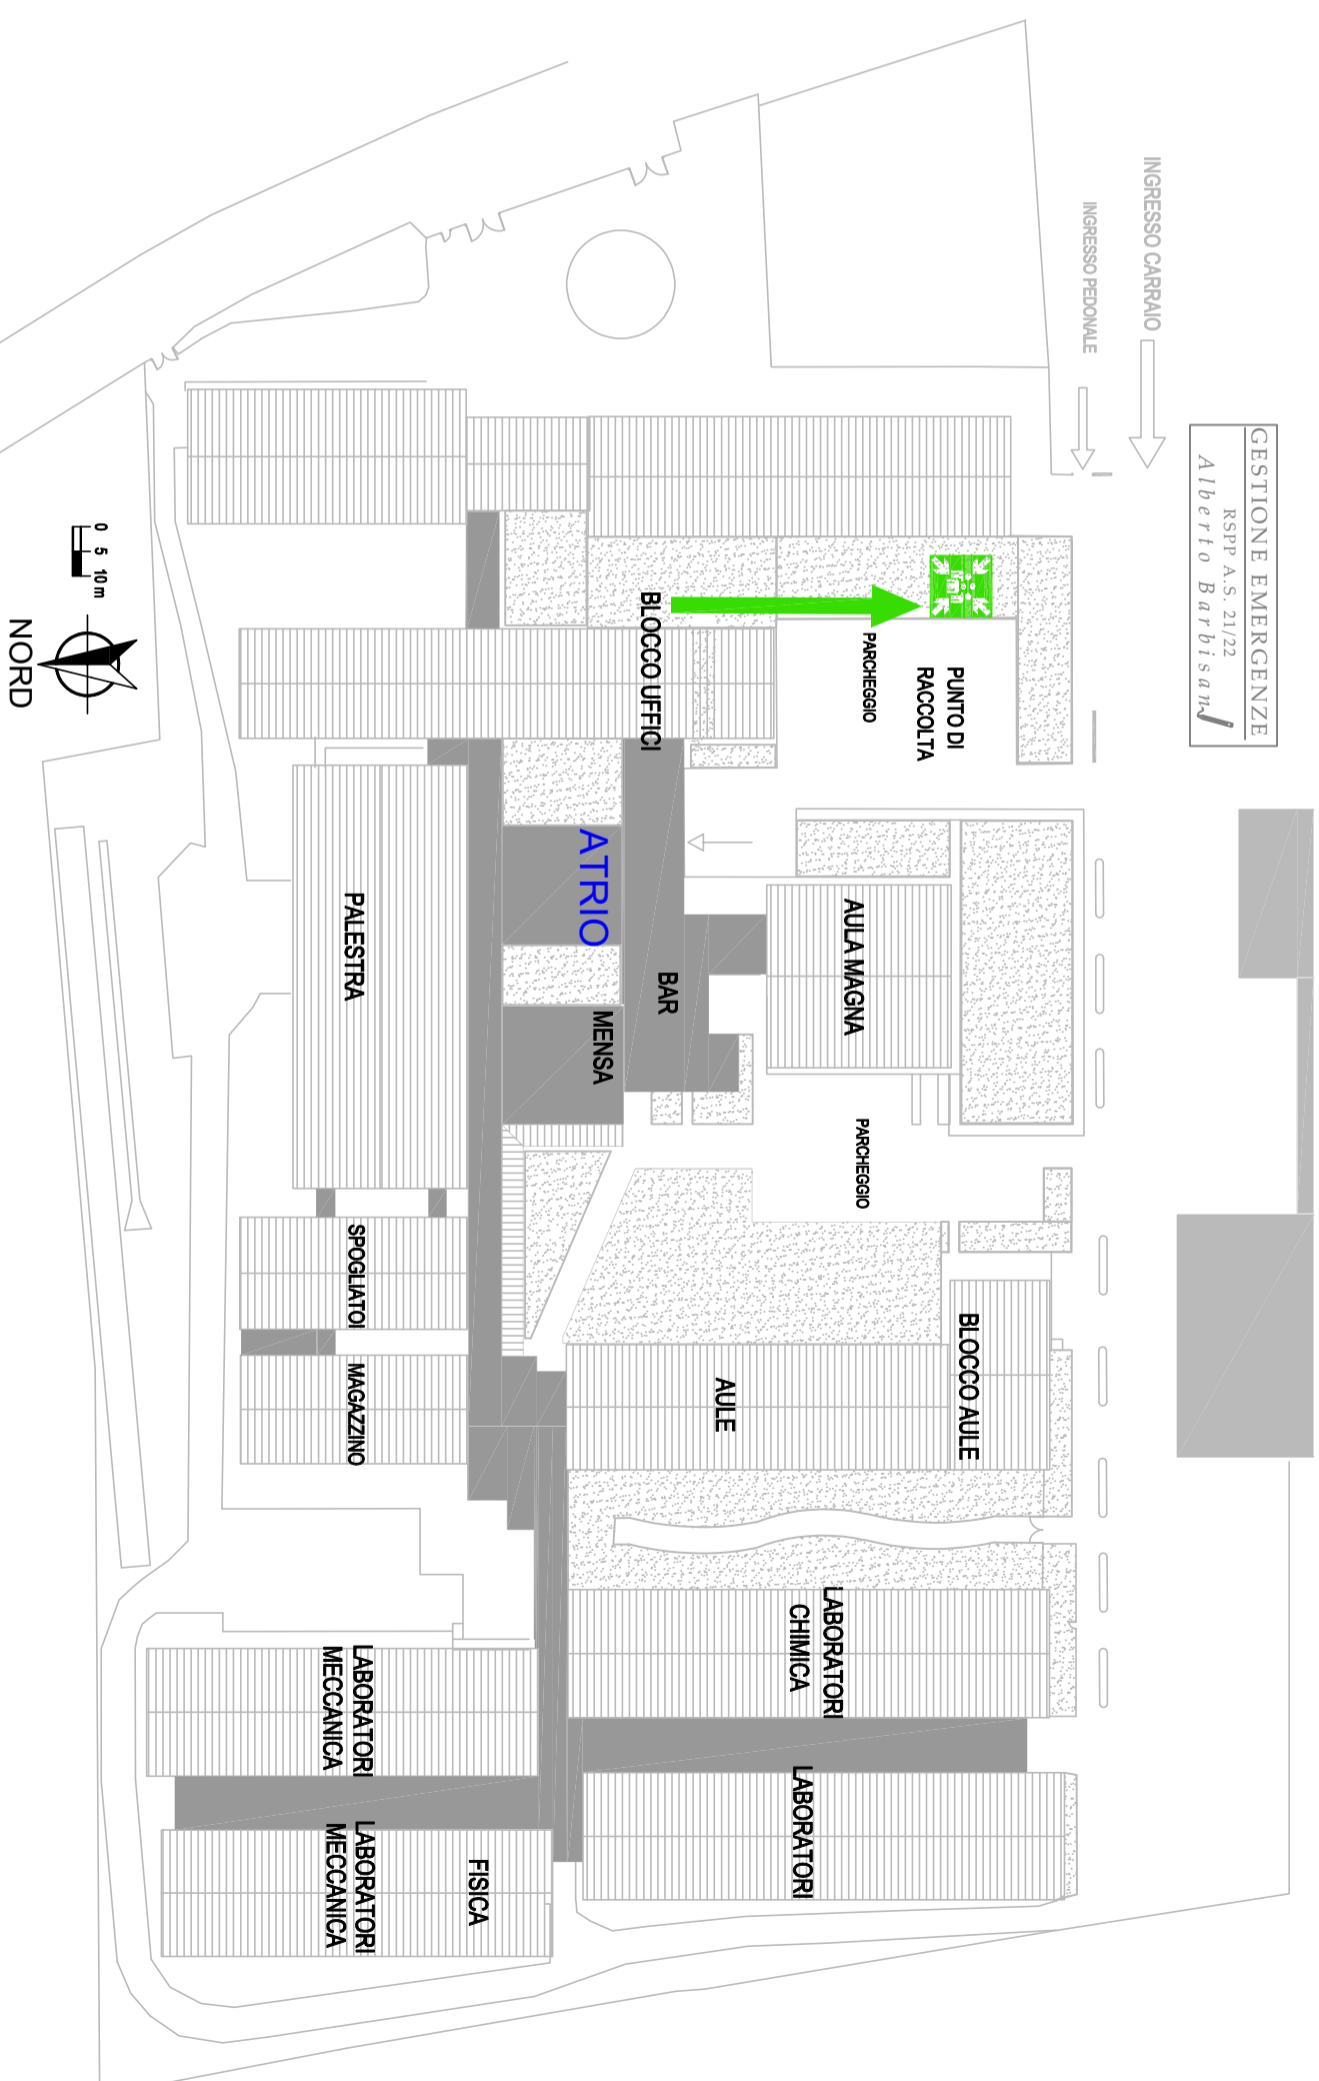 GESTIONE EMERGENZE
RSPP A.S. 21/22
Alberto Barbisan
INGRESSO CARRAIO
INGRESSO PEDONALE
PUNTO DI
RACCOLTA
PARCHEGGIO
BLOCCO UFFICI
AULA MAGNA
PARCHEGGIO
BAR
ATRIO
MENSA
PALESTRA
SPOGLIATOI
MAGAZZINO
BLOCCO AULE
AULE
LABORATORI
CHIMICA
LABORATORI
LABORATORI
MECCANICA
FISICA
LABORATORI
MECCANICA
0 5 10m
NORD